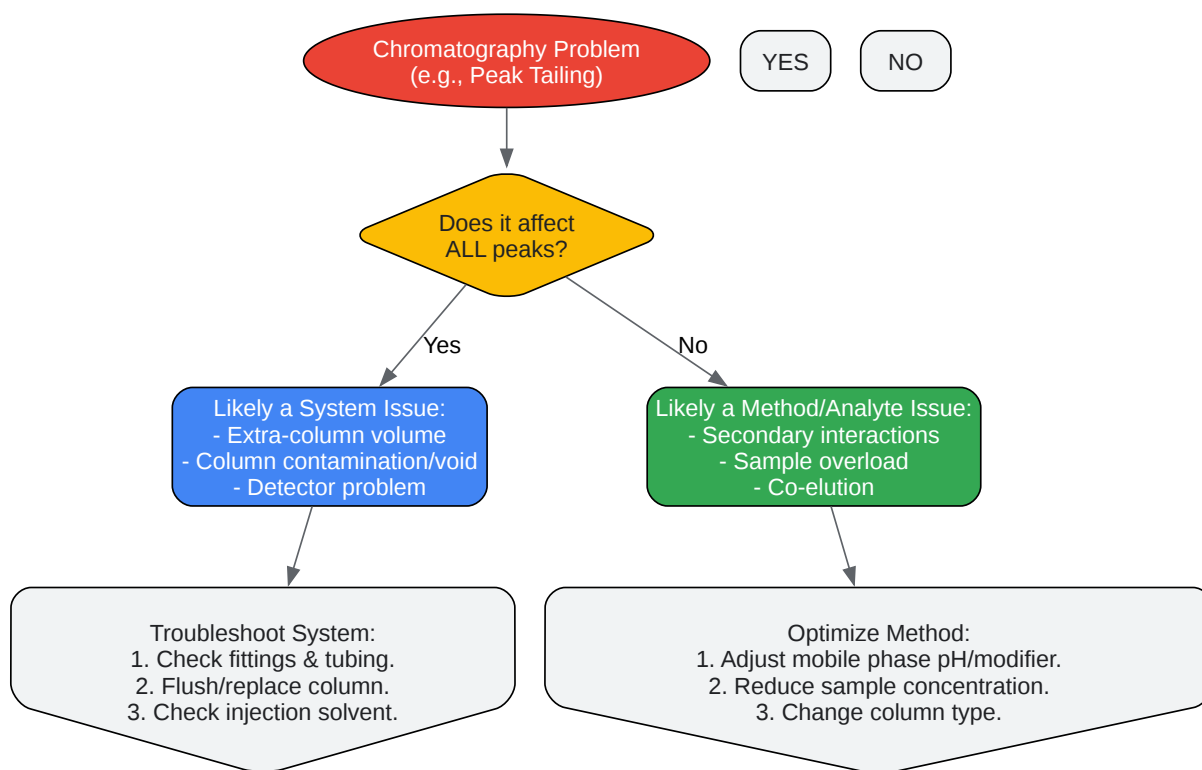 Chromatography Problem
(e.g., Peak Tailing)
YES
NO
Does it affect
ALL peaks?
Yes
No
Likely a System Issue:
- Extra-column volume
- Column contamination/void
- Detector problem
Likely a Method/Analyte Issue:
- Secondary interactions
- Sample overload
- Co-elution
Troubleshoot System:
1. Check fittings & tubing.
2. Flush/replace column.
3. Check injection solvent.
Optimize Method:
1. Adjust mobile phase pH/modifier.
2. Reduce sample concentration.
3. Change column type.